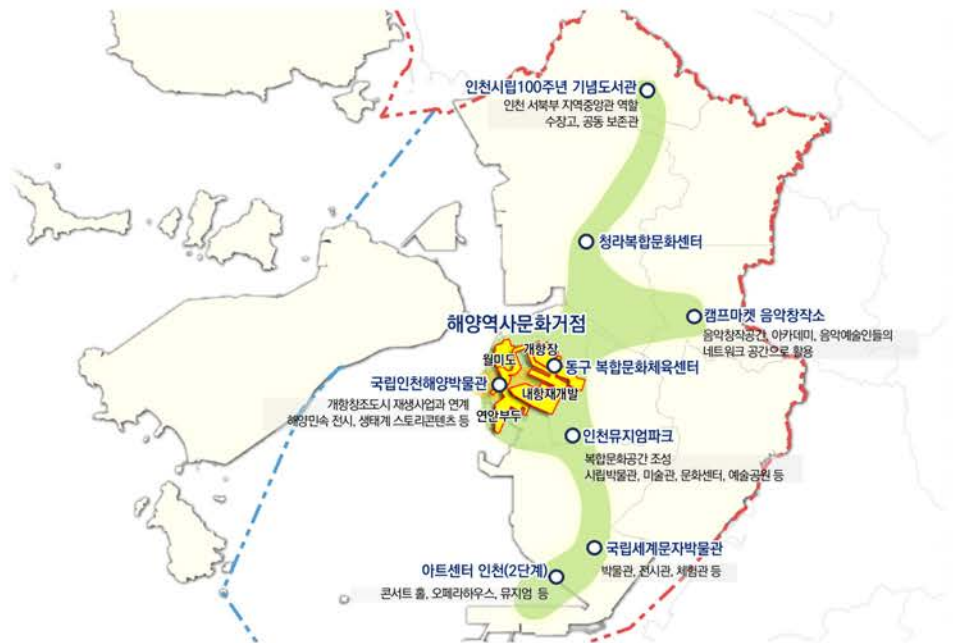 인천시립100주년 기념도서관
인천 서북부 지역중앙관 역할
수장고, 공동 보존관
청라복합문화센터
캠프마켓 음악창작소
음악창작공간, 아카데미, 음악예술인들의
네트워크 공간으로 활용
해양역사문화거점
월미도
개항장
동구 복합문화체육센터
국립인천해양박물관
내항재개발
개항창조도시 재생사업과 연계
해양민속 전시, 생태계 스토리콘텐츠 등
연안부두
인천뮤지엄파크
복합문화공간 조성
시립박물관, 미술관, 문화센터, 예술공원 등
국립세계문자박물관
박물관, 전시관, 체험관 등
아트센터 인천(2단계)
콘서트 홀, 오페라하우스, 뮤지엄 등